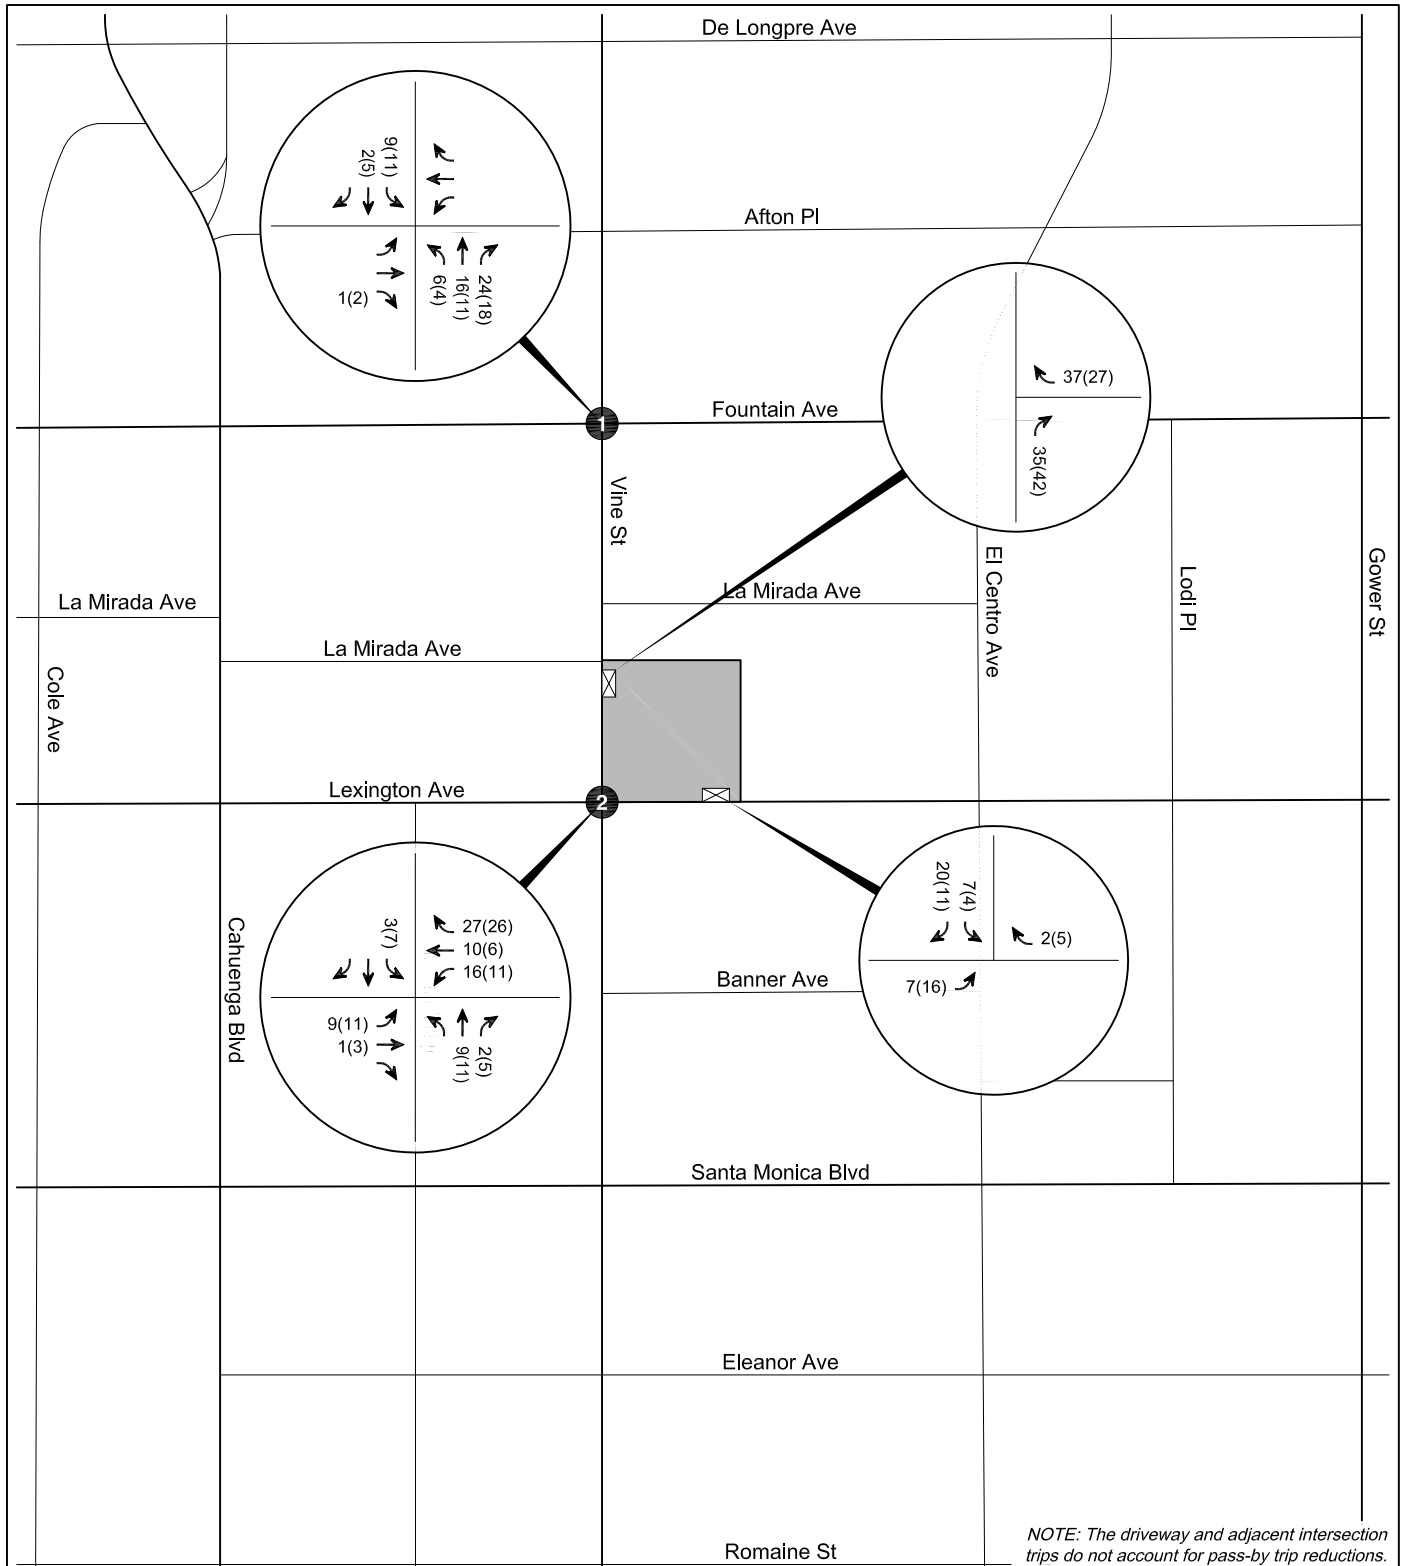 De Longpre Ave
9(11)
2(5)
Afton Pl
1(2)
6(4)
16(11)
24(18)
37(27)
Fountain Ave
1
35(42)
Vine St
El Centro Ave
Lodi Pl
Gower St
La Mirada Ave
La Mirada Ave
La Mirada Ave
Cole Ave
Lexington Ave
2
20(11)
7(4)
2(5)
7(16)
3(7)
27(26)
10(6)
16(11)
9(11)
1(3)
9(11)
2(5)
Cahuenga Blvd
Banner Ave
Santa Monica Blvd
Eleanor Ave
Romaine St
NOTE: The driveway and adjacent intersection
trips do not account for pass-by trip reductions.